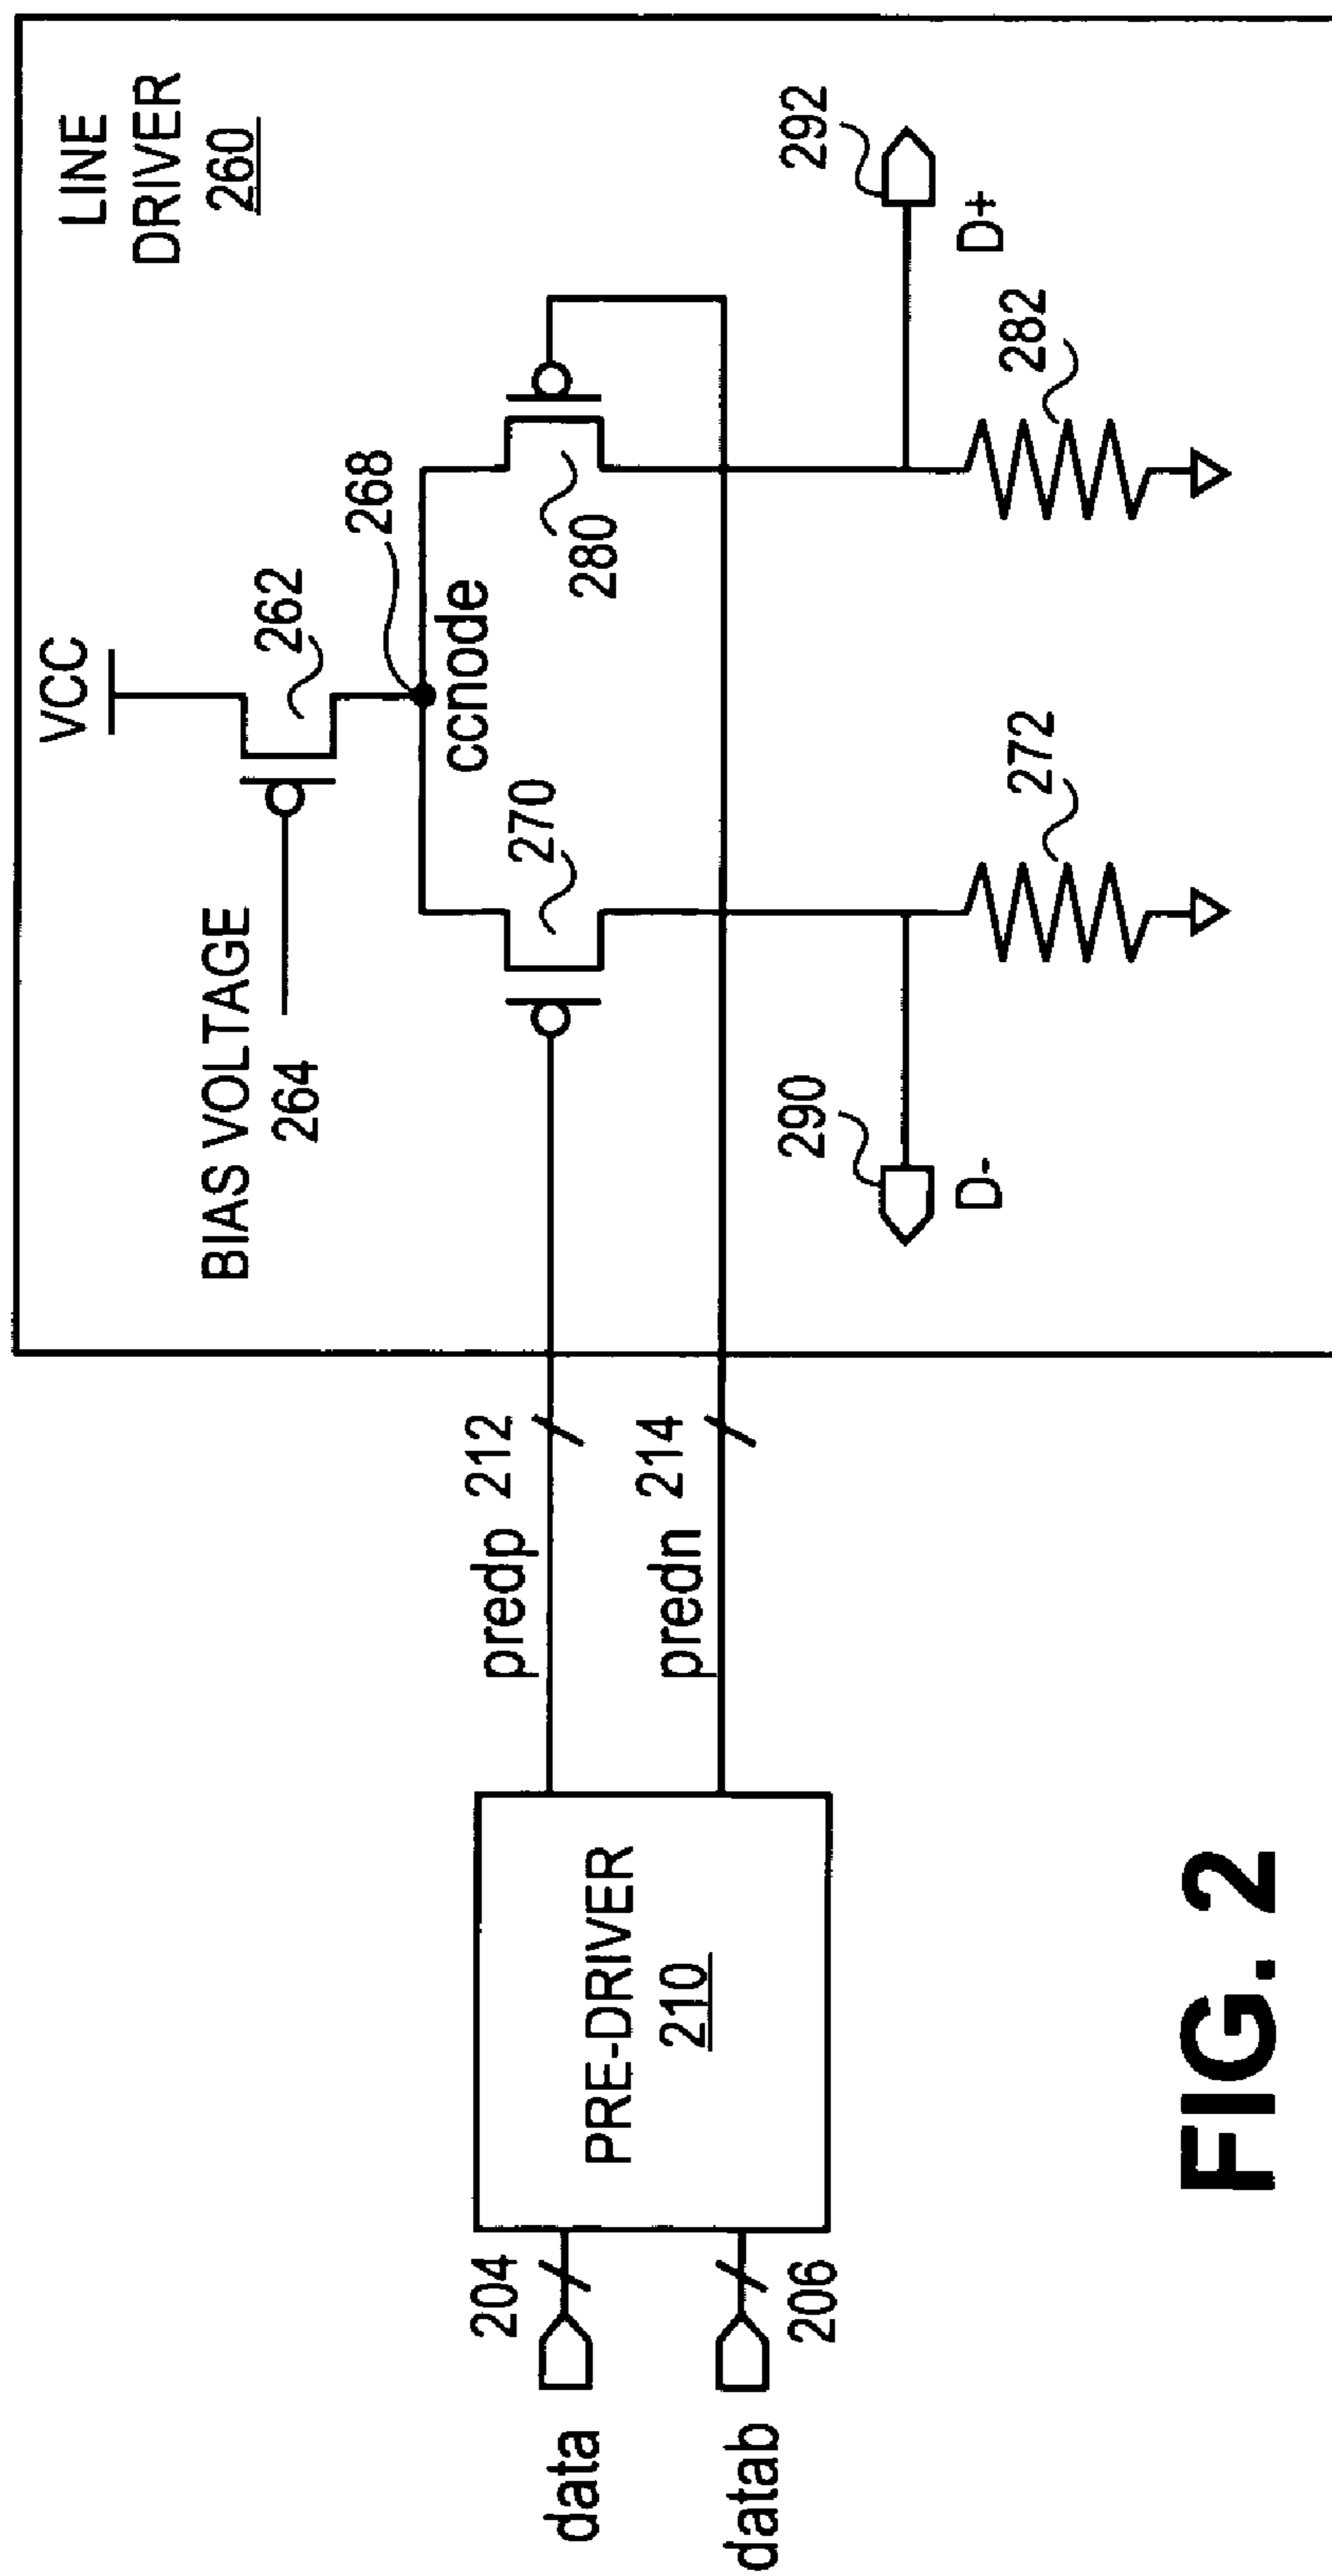 LINE
DRIVER
260
VCC
262
BIAS VOLTAGE
264
268
ccnode
270
280
predp 212
predn 214
PRE-DRIVER
210
204
data
206
datab
290
D-
292
D+
272
282
FIG. 2